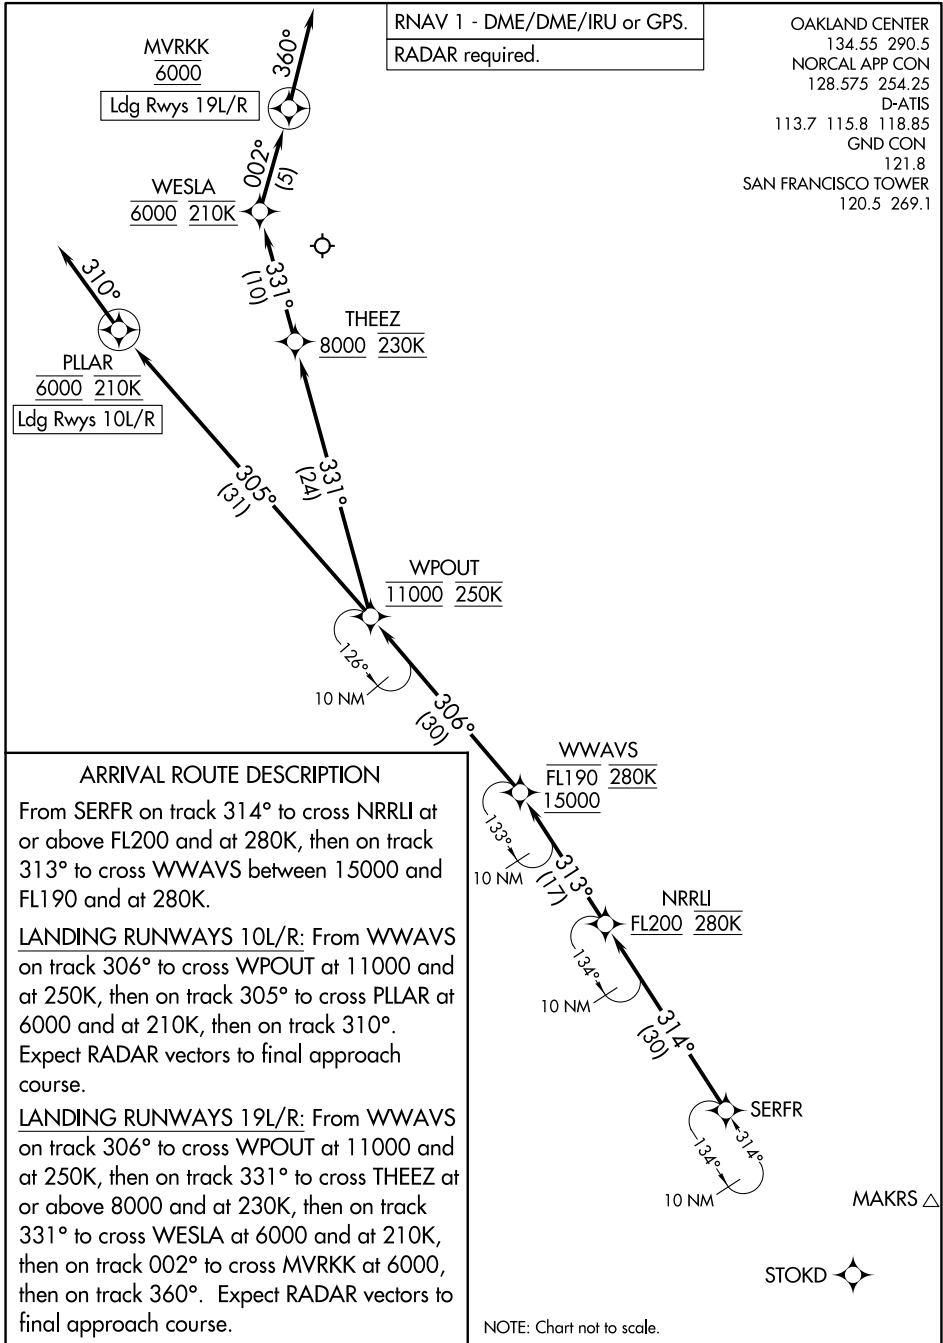 RNAV 1 - DME/DME/IRU or GPS.
RADAR required.
OAKLAND CENTER
134.55 290.5
NORCAL APP CON
128.575 254.25
D-ATIS
113.7 115.8 118.85
GND CON
121.8
SAN FRANCISCO TOWER
120.5 269.1
360°
MVRKK
6000
Ldg Rwys 19L/R
002°
(5)
WESLA
6000 210K
331°
(10)
310°
THEEZ
8000 230K
PLLAR
6000 210K
Ldg Rwys 10L/R
305°
(31)
331°
(24)
WPOUT
11000 250K
126°
10 NM
306°
(30)
WWAVS
FL190 280K
15000
133°
10 NM
313°
(17)
NRRLI
FL200 280K
134°
10 NM
314°
(30)
SERFR
134°
314°
10 NM
MAKRS
STOKD
ARRIVAL ROUTE DESCRIPTION
From SERFR on track 314° to cross NRRLI at
or above FL200 and at 280K, then on track
313° to cross WWAVS between 15000 and
FL190 and at 280K.
LANDING RUNWAYS 10L/R: From WWAVS
on track 306° to cross WPOUT at 11000 and
at 250K, then on track 305° to cross PLLAR at
6000 and at 210K, then on track 310°.
Expect RADAR vectors to final approach
course.
LANDING RUNWAYS 19L/R: From WWAVS
on track 306° to cross WPOUT at 11000 and
at 250K, then on track 331° to cross THEEZ at
or above 8000 and at 230K, then on track
331° to cross WESLA at 6000 and at 210K,
then on track 002° to cross MVRKK at 6000,
then on track 360°. Expect RADAR vectors to
final approach course.
NOTE: Chart not to scale.